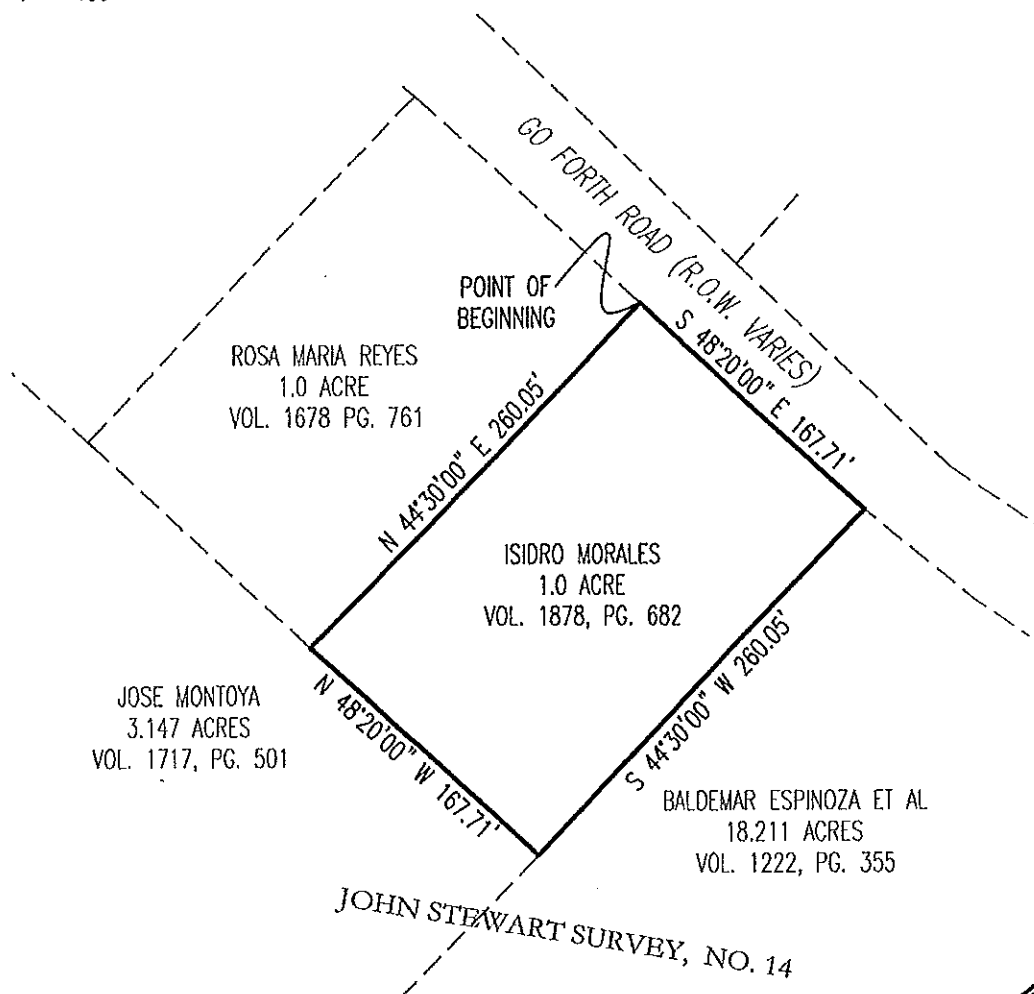 GO FORTH ROAD (R.O.W. VARIES)
POINT OF
BEGINNING
S 48°20'00" E 167.71'
ROSA MARIA REYES
1.0 ACRE
VOL. 1678 PG. 761
N 44°30'00" E 260.05'
ISIDRO MORALES
1.0 ACRE
VOL. 1878, PG. 682
JOSE MONTOYA
3.147 ACRES
VOL. 1717, PG. 501
N 48°20'00" W 167.71'
S 44°30'00" W 260.05'
BALDEMAR ESPINOZA ET AL
18.211 ACRES
VOL. 1222, PG. 355
JOHN STEWART SURVEY, NO. 14